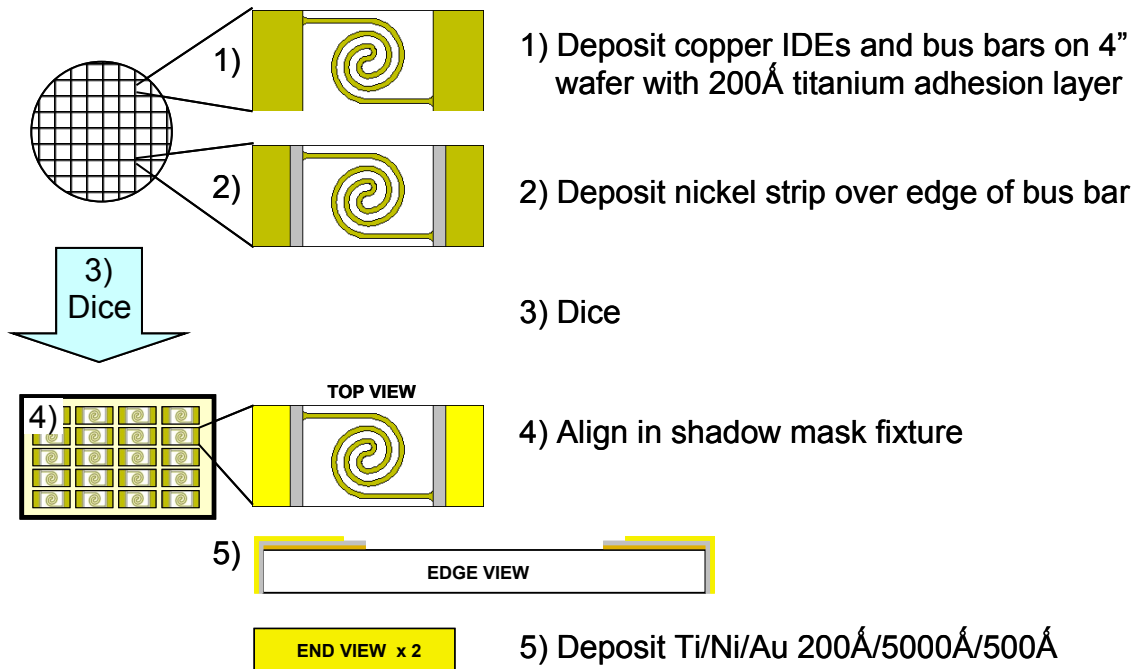 1)
1) Deposit copper IDEs and bus bars on 4”
wafer with 200Å titanium adhesion layer
2)
2) Deposit nickel strip over edge of bus bar
3)
Dice
3) Dice
TOP VIEW
4)
4) Align in shadow mask fixture
5)
EDGE VIEW
END VIEW x 2
5) Deposit Ti/Ni/Au 200Å/5000Å/500Å